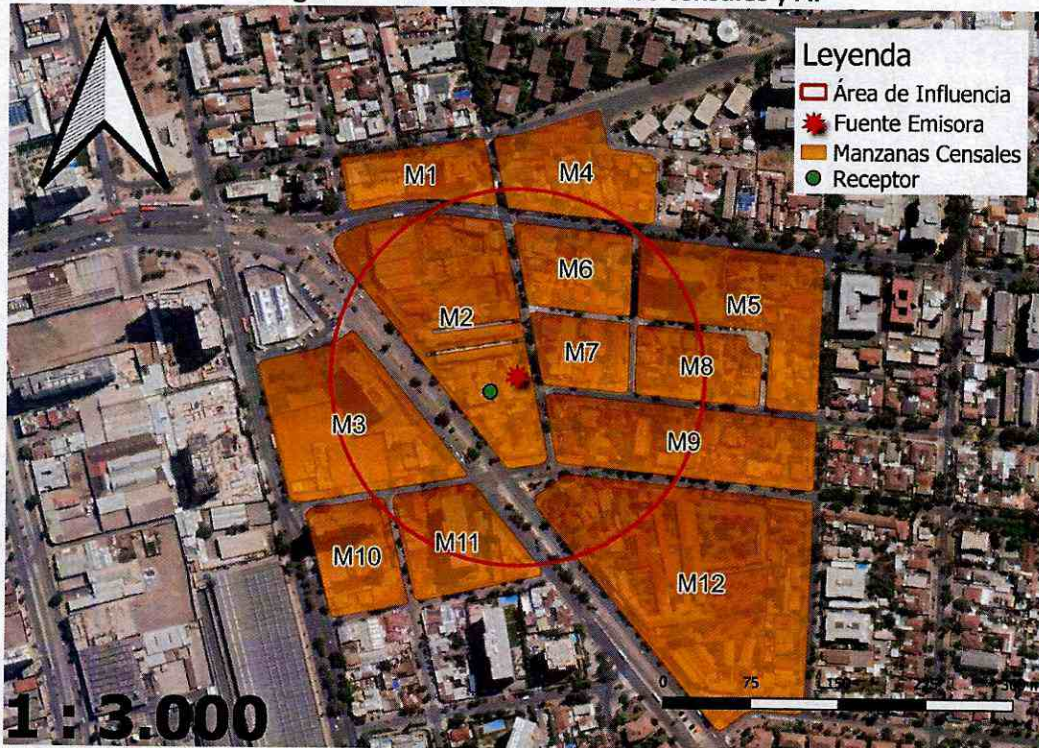 Leyenda
Área de Influencia
Fuente Emisora
Manzanas Censales
Receptor
M1
M4
M6
M5
M2
M7
M8
M3
M9
M11
M10
M12
0 75
1 : 3.000